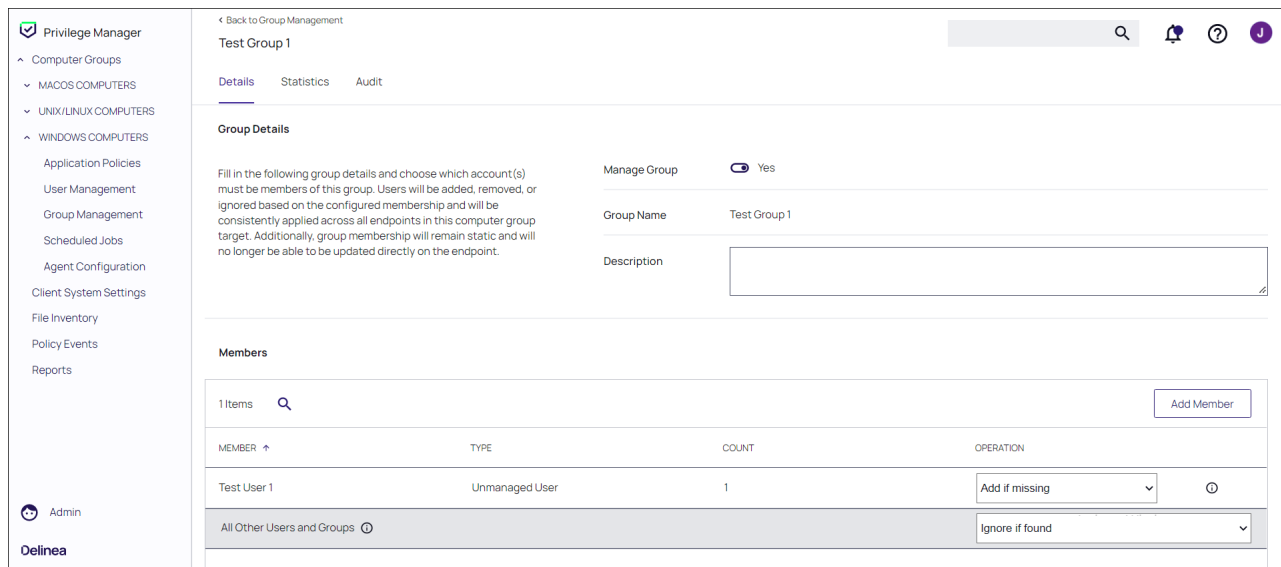 Privilege Manager
Computer Groups
MACOS COMPUTERS
UNIX/LINUX COMPUTERS
WINDOWS COMPUTERS
Application Policies
User Management
Group Management
Scheduled Jobs
Agent Configuration
Client System Settings
File Inventory
Policy Events
Reports
Admin
Delinea
Back to Group Management
Test Group 1
J
Details Statistics Audit
Group Details
Fill in the following group details and choose which account(s)
must be members of this group. Users will be added, removed, or
ignored based on the configured membership and will be
consistently applied across all endpoints in this computer group
target. Additionally, group membership will remain static and will
no longer be able to be updated directly on the endpoint.
Manage Group Yes
Group Name Test Group 1
Description
Members
1 Items Add Member
MEMBER TYPE COUNT OPERATION
Test User 1 Unmanaged User 1 Add if missing
All Other Users and Groups Ignore if found